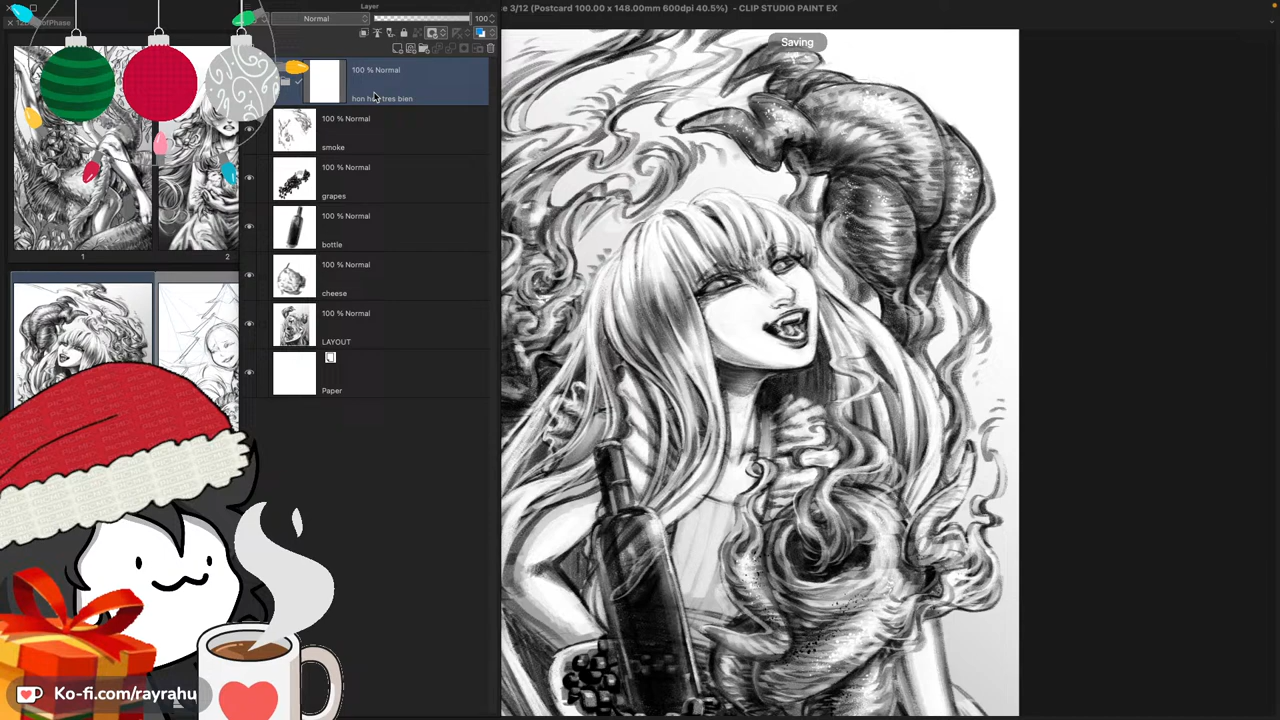 Layer
e 3/12 (Postcard 100.00 x 148.00mm 600dpi 40.5%) - CLIP STUDIO PAINT EX
Normal
100
ofPhase
Saving
100 % Normal
tres bien
100 % Normal
smoke
100 % Normal
grapes
100 % Normal
bottle
100 % Normal
cheese
100 % Normal
LAYOUT
Paper
1
2
Ko-fi.com/rayrahu